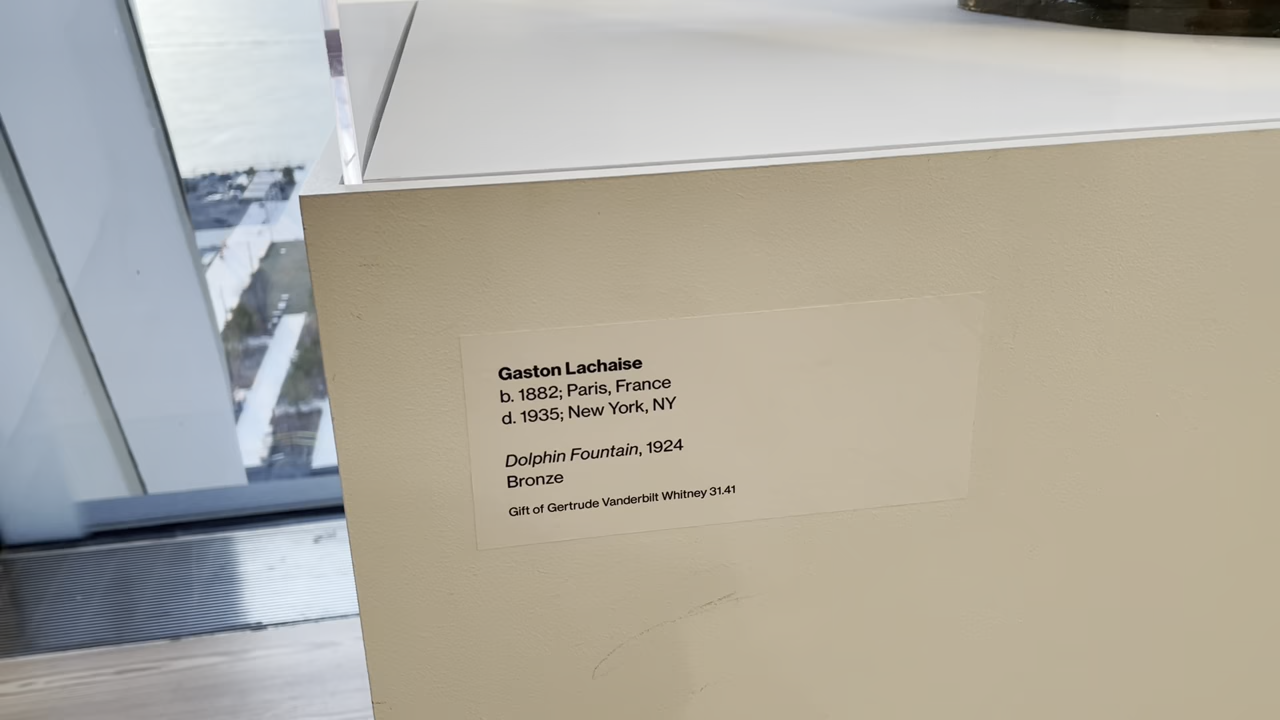 Gaston Lachaise
b. 1882; Paris, France
d. 1935; New York, NY
Dolphin Fountain, 1924
Bronze
Gift of Gertrude Vanderbilt Whitney 31.41